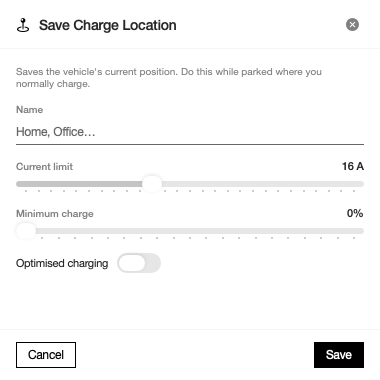 Save Charge Location
Saves the vehicle's current position. Do this while parked where you
normally charge.
Name
Home, Office…
Current limit
16 A
Minimum charge
0%
Optimised charging
Cancel
Save